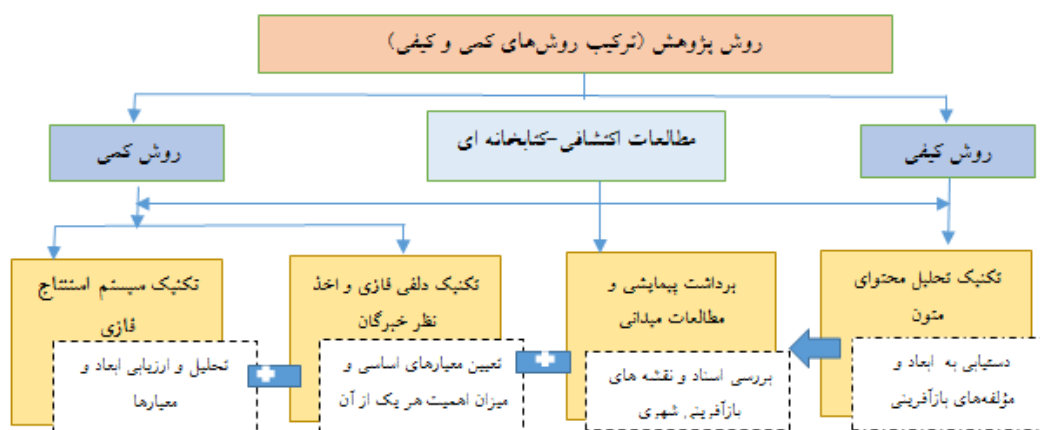 روش پژوهش (ترکیب روش‌های کمی و کیفی)
روش کیفی
مطالعات اکتشافی-کتابخانه ای
روش کمی
تکنیک تحلیل محتوای
متون
دستیابی به ابعاد و
مؤلفه‌های بازآفرینی
برداشت پیمایشی و
مطالعات میدانی
بررسی اسناد و نقشه های
بازآفرینی شهری
تکنیک دلفی فازی و اخذ
نظر خبرگان
تعیین معیارهای اساسی و
میزان اهمیت هر یک از آن
تکنیک سیستم استنتاج
فازی
تحلیل و ارزیابی ابعاد و
معیارها